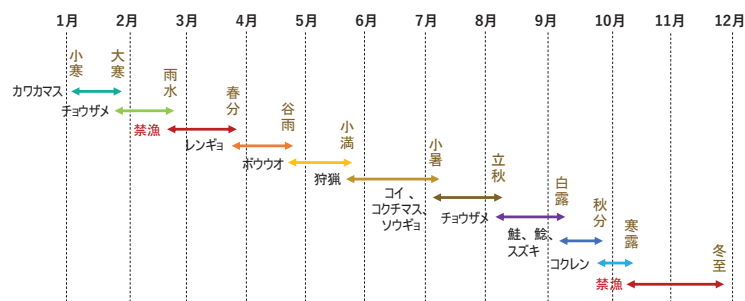 1月 2月 3月 4月 5月 6月 7月 8月 9月 10月 11月 12月
小寒
大寒
カワカマス
雨水
チョウザメ
禁漁
春分
レンギョ
谷雨
ボウウオ
小満
狩猟
小暑
コイ、
コクチマス、
ソウギョ
立秋
チョウザメ
白露
鮭、鯰、
スズキ
秋分
コクレン
寒露
禁漁
冬至